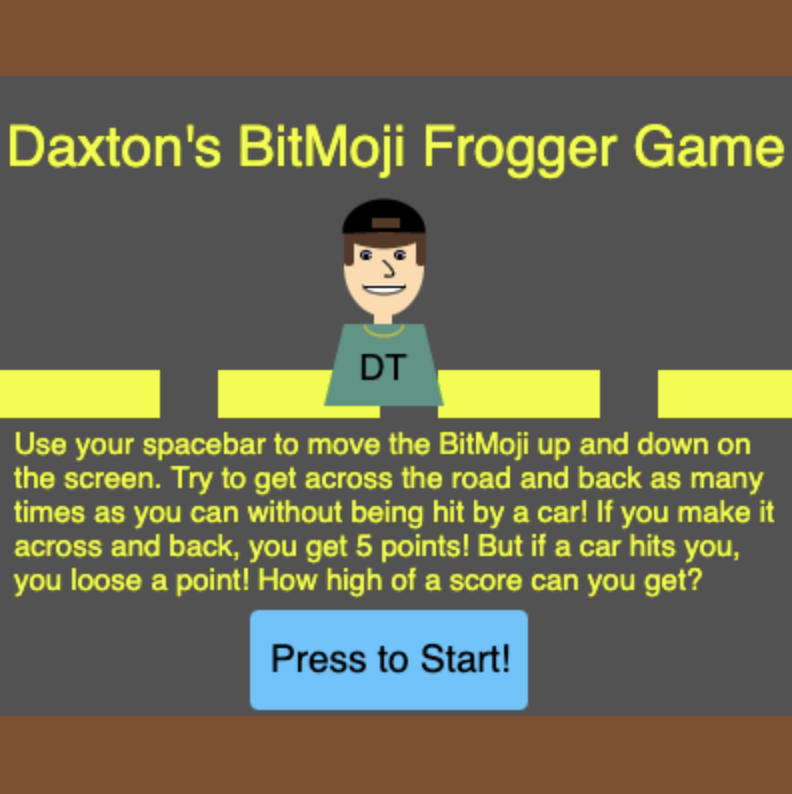 Daxton's BitMoji Frogger Game
DT
Use your spacebar to move the BitMoji up and down on
the screen. Try to get across the road and back as many
times as you can without being hit by a car! If you make it
across and back, you get 5 points! But if a car hits you,
you loose a point! How high of a score can you get?
Press to Start!